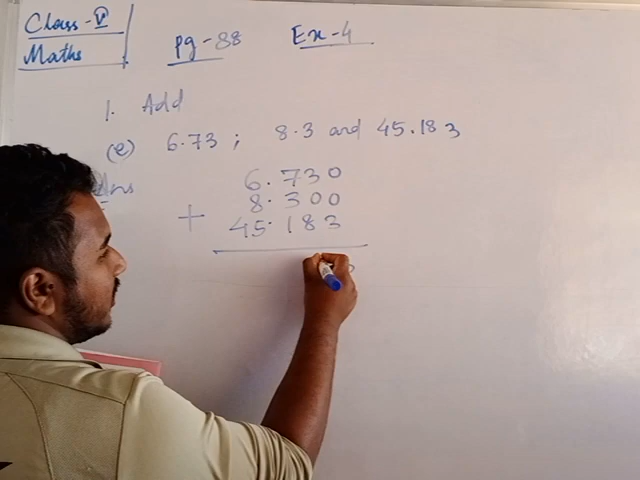 Class - V
Maths
Pg - 88
Ex - 4
1. Add
(e) 6.73 ; 8.3 and 45.183
Ans
6.730
8.300
+ 45.183